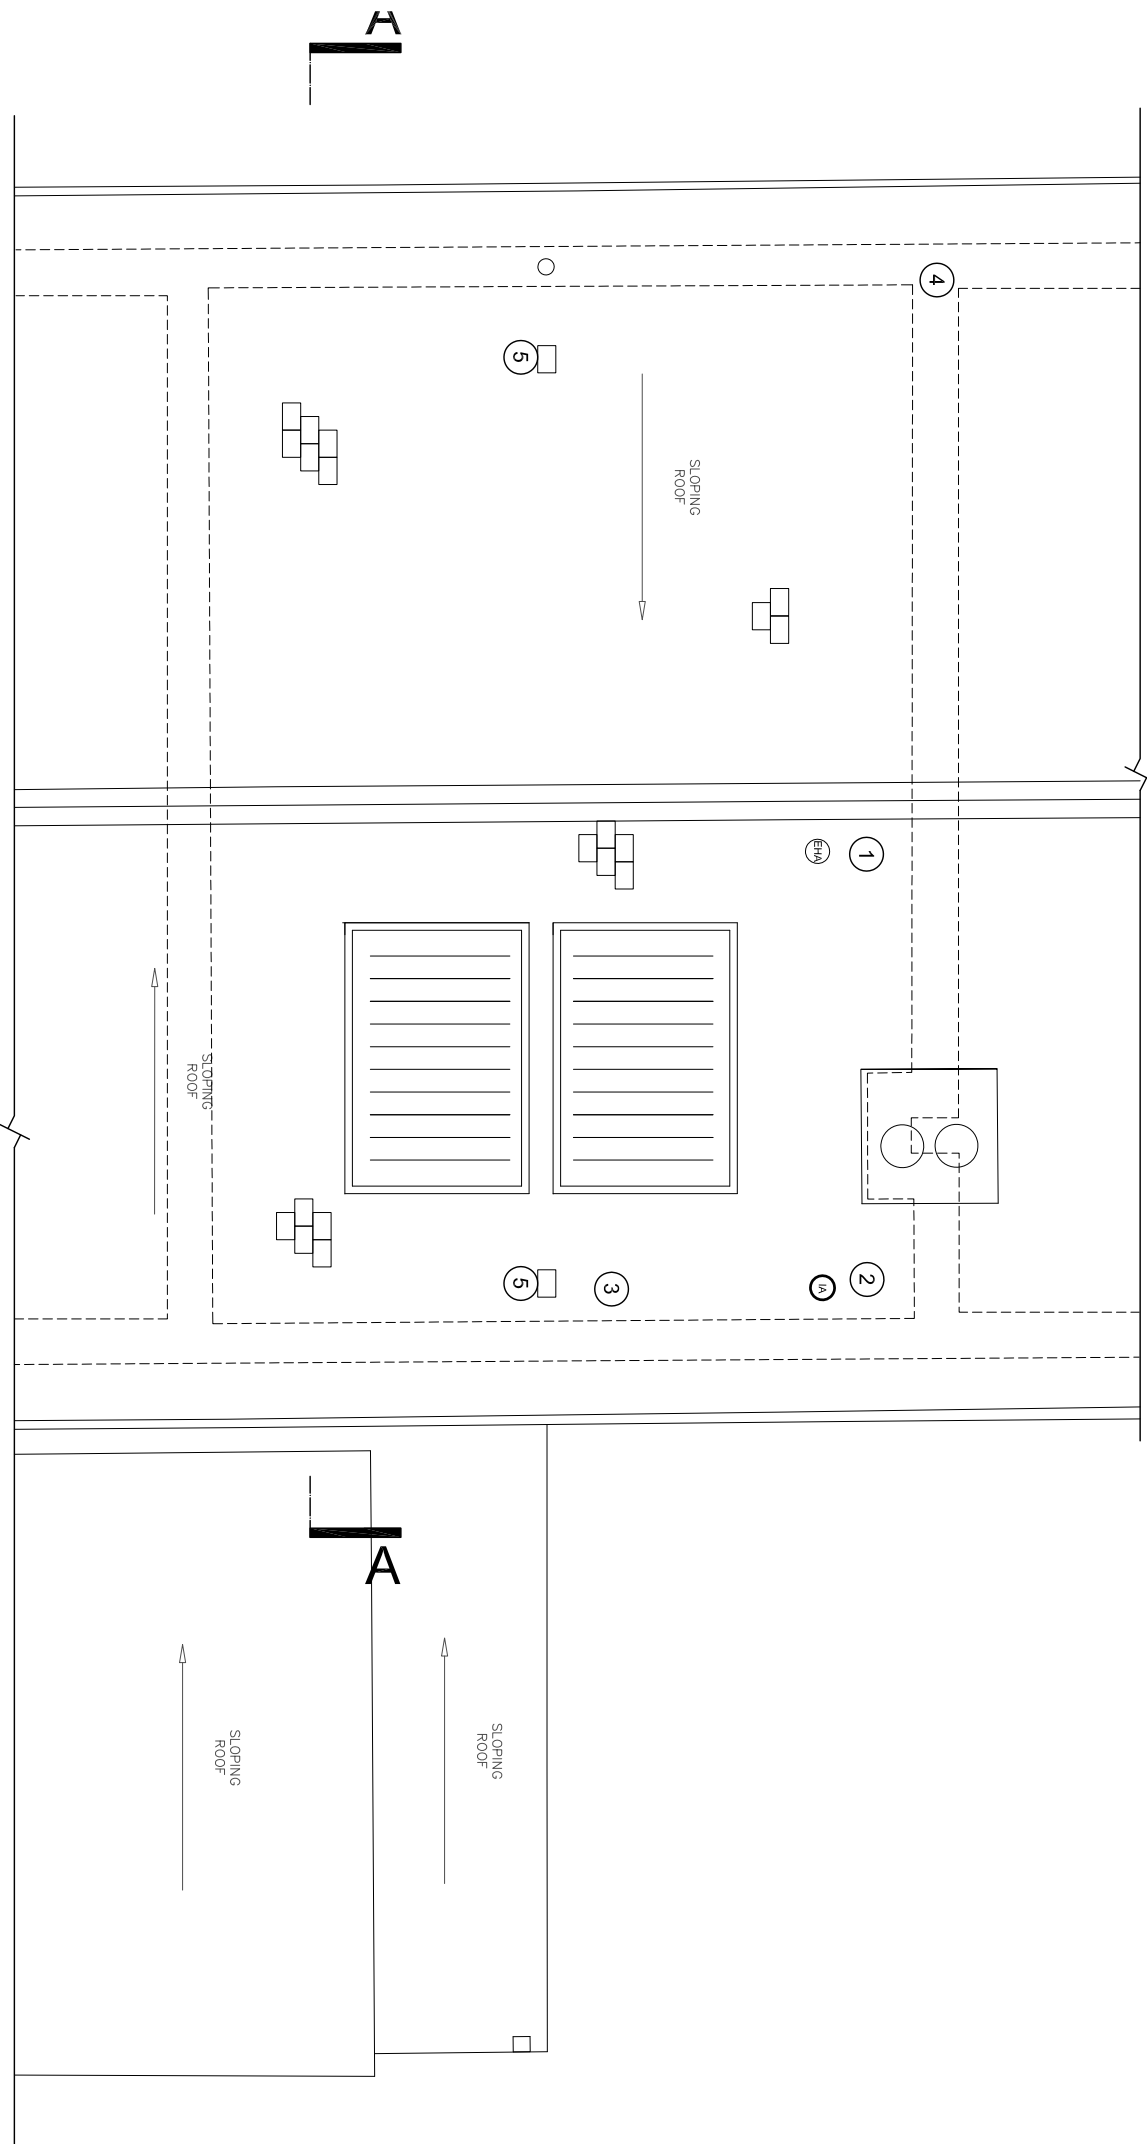 A
4
5
SLOPING
ROOF
EHA
1
SLOPING
ROOF
5
3
IA
2
A
SLOPING
ROOF
SLOPING
ROOF